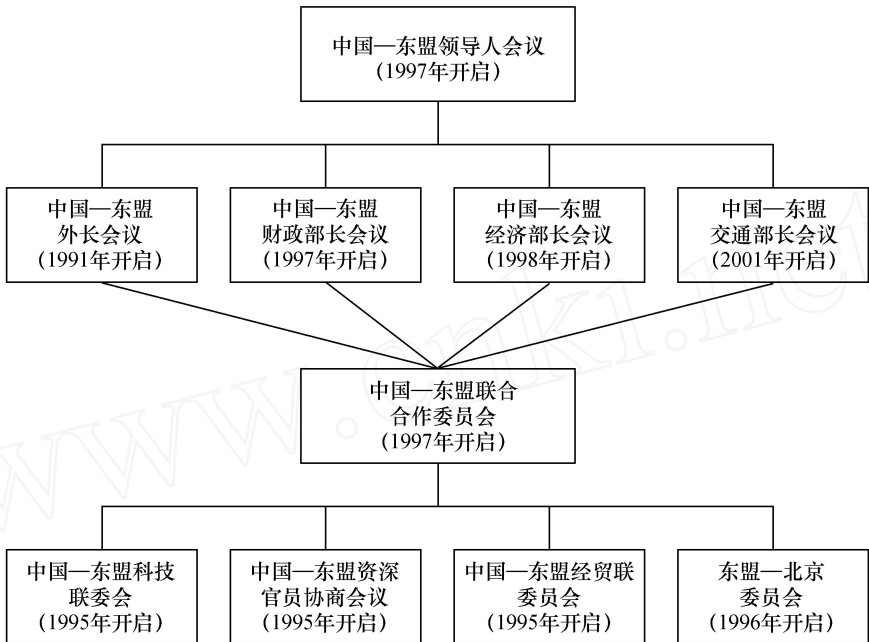 中国—东盟领导人会议
(1997年开启)
中国—东盟
外长会议
(1991年开启)
中国—东盟
财政部长会议
(1997年开启)
中国—东盟
经济部长会议
(1998年开启)
中国—东盟
交通部长会议
(2001年开启)
中国—东盟联合
合作委员会
(1997年开启)
中国—东盟科技
联委会
(1995年开启)
中国—东盟资深
官员协商会议
(1995年开启)
中国—东盟经贸联
委员会
(1995年开启)
东盟—北京
委员会
(1996年开启)
www.cnki.net